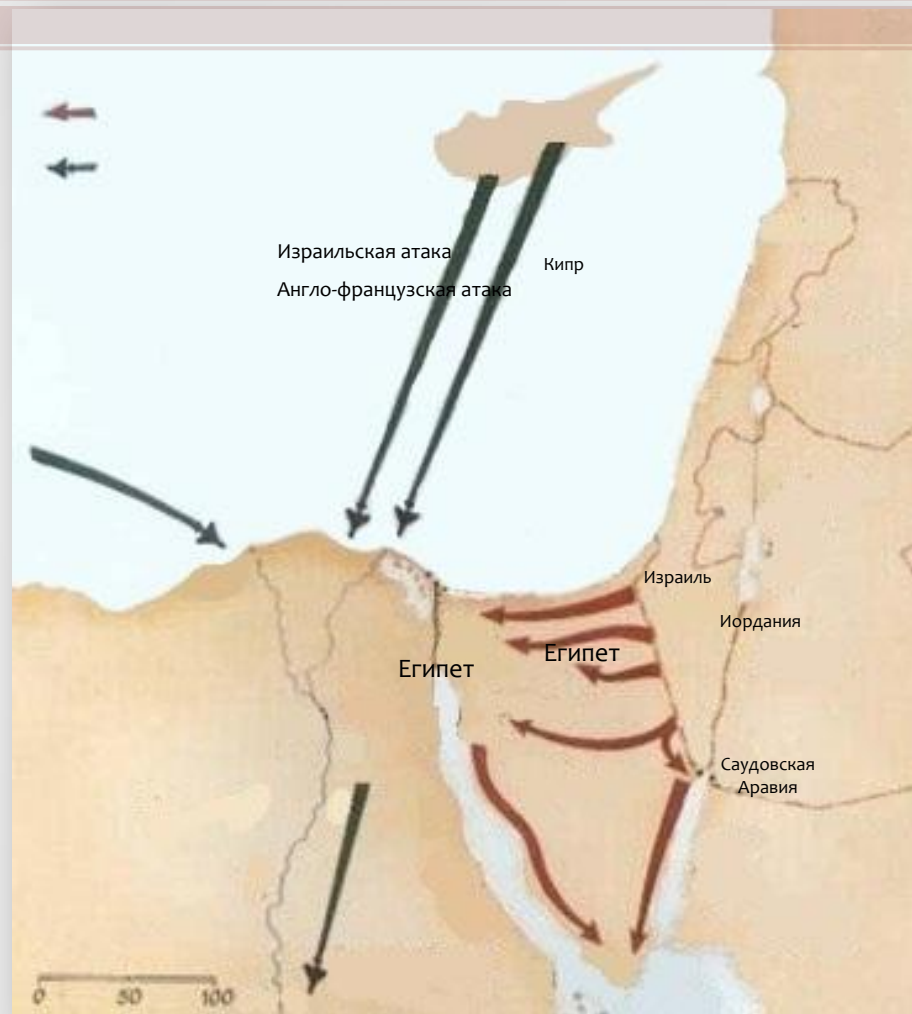 Израильская атака
Англо-французская атака
Кипр
Израиль
Иордания
Египет
Египет
Саудовская
Аравия
0 50 100